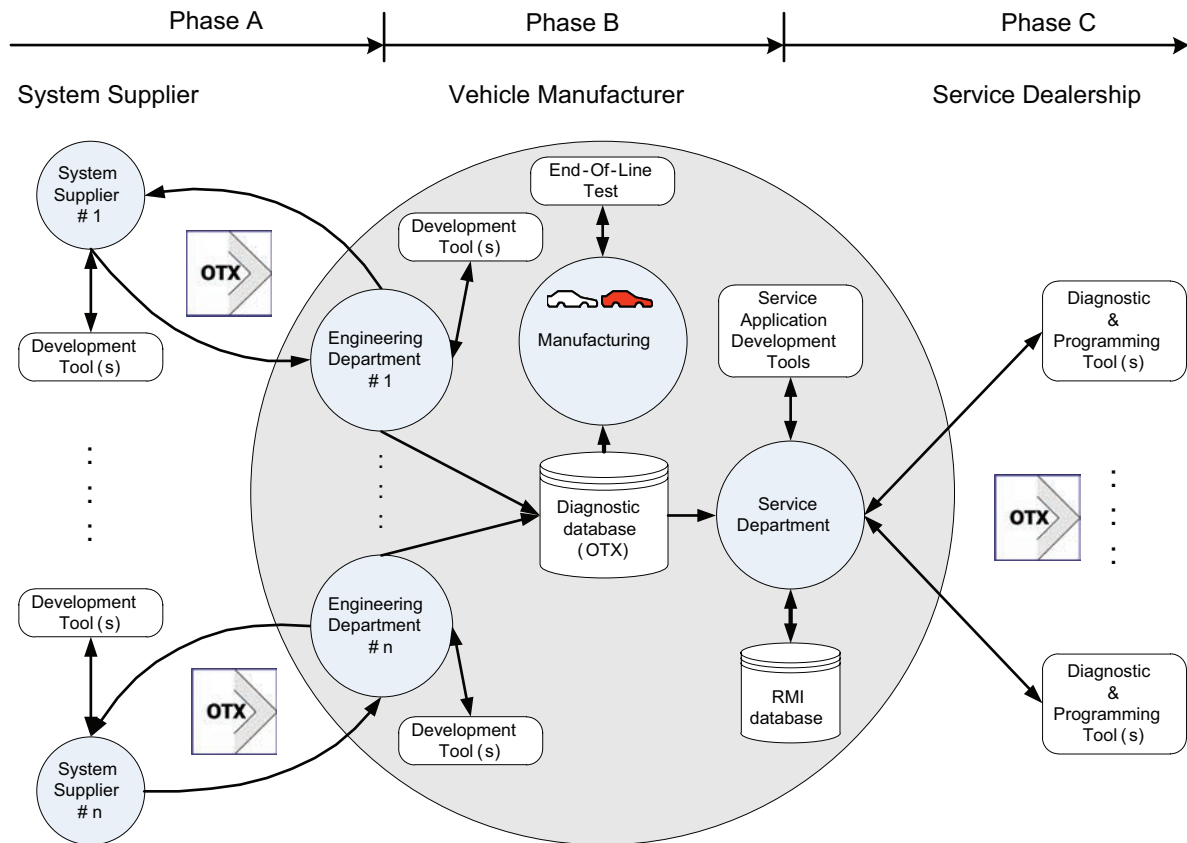 Phase A
Phase B
Phase C
System Supplier
Vehicle Manufacturer
Service Dealership
System
Supplier
# 1
OTX
Development
Tool (s)
Development
Tool (s)
Engineering
Department
# 1
End-Of-Line
Test
Manufacturing
Service
Application
Development
Tools
Diagnostic
&
Programming
Tool (s)
Diagnostic
database
(OTX)
Service
Department
OTX
Development
Tool (s)
Engineering
Department
# n
OTX
System
Supplier
# n
Development
Tool (s)
RMI
database
Diagnostic
&
Programming
Tool (s)